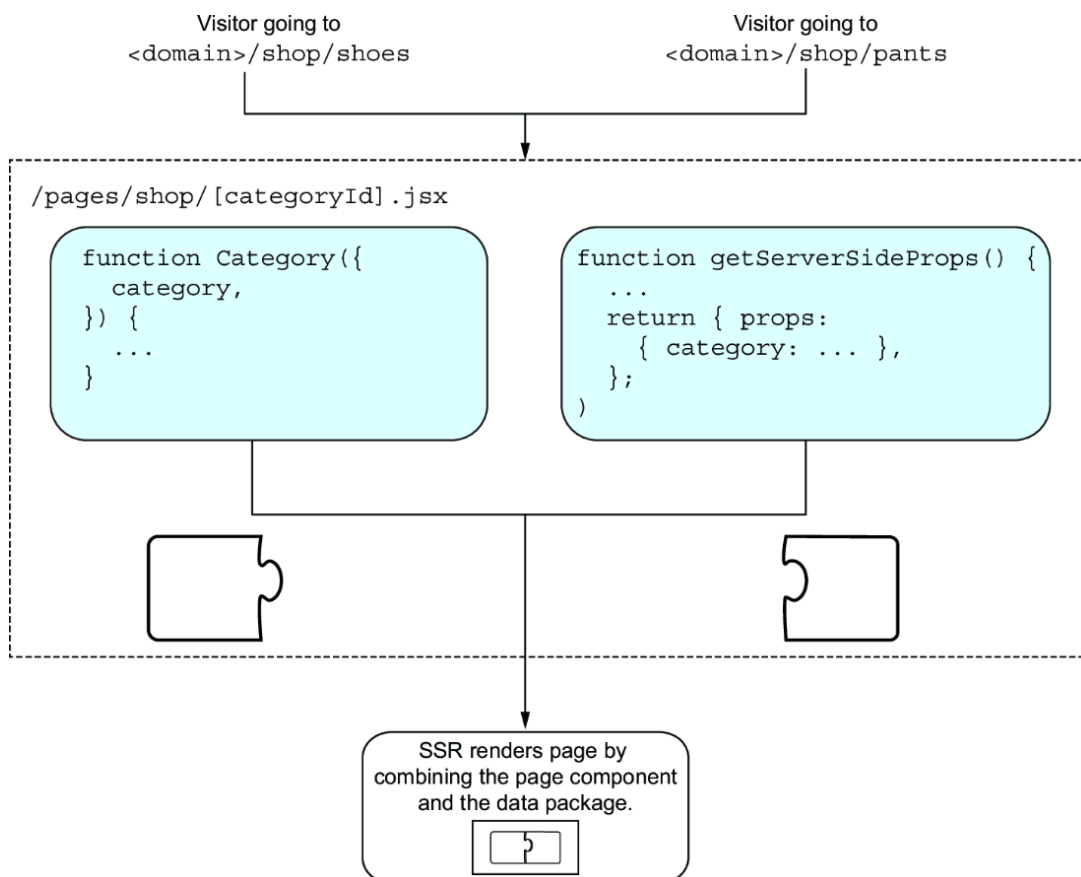 Visitor going to
<domain>/shop/shoes
Visitor going to
<domain>/shop/pants
/pages/shop/[categoryId].jsx
function Category({
  category,
}) {
  ...
}
function getServerSideProps() {
  ...
  return { props:
    { category: ... },
  };
)
SSR renders page by
combining the page component
and the data package.